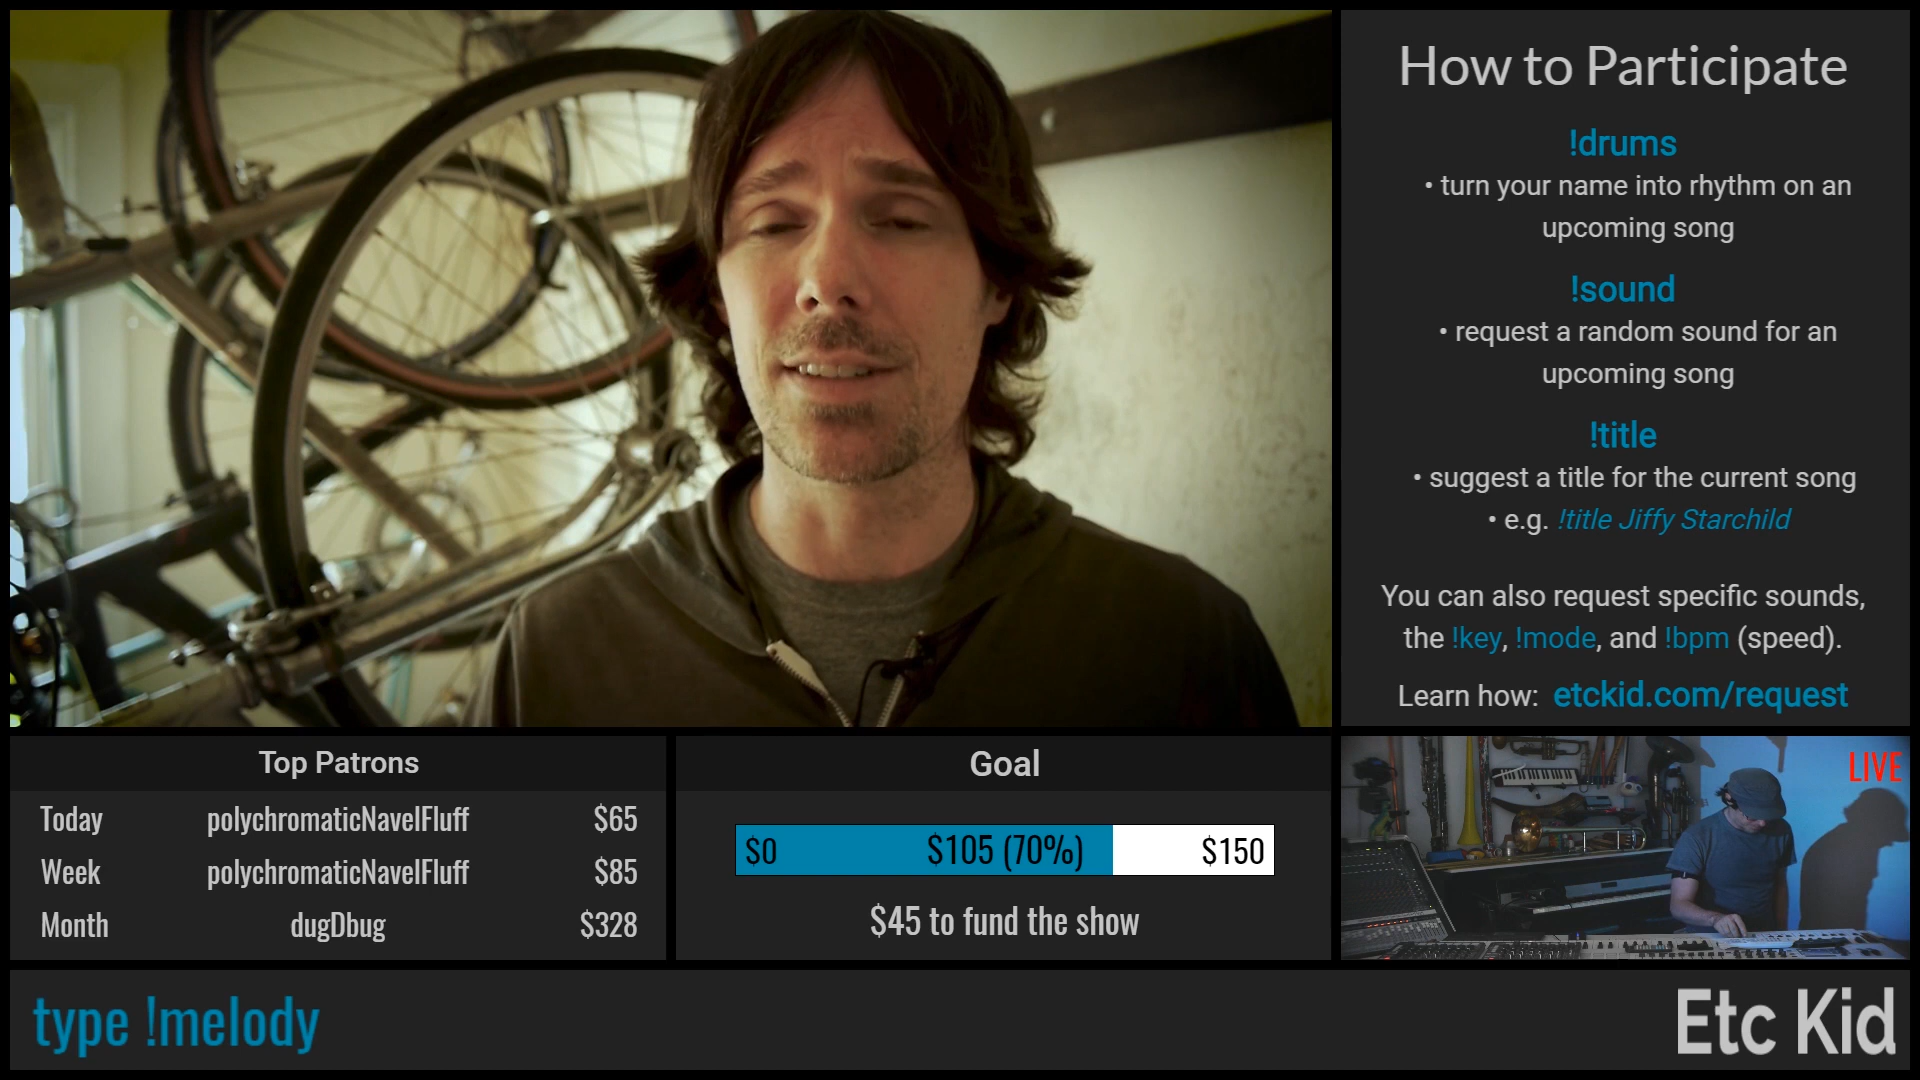 How to Participate
!drums
• turn your name into rhythm on an
upcoming song
!sound
• request a random sound for an
upcoming song
!title
• suggest a title for the current song
• e.g. !title Jiffy Starchild
You can also request specific sounds,
the !key, !mode, and !bpm (speed).
Learn how: etckid.com/request
Top Patrons
Today polychromaticNavelFluff $65
Week polychromaticNavelFluff $85
Month dugDbug $328
Goal
$0 $105 (70%) $150
$45 to fund the show
LIVE
type !melody
Etc Kid